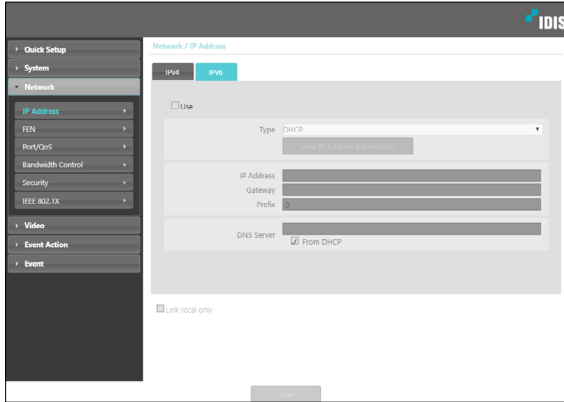 IDIS
Quick Setup
System
Network
IP Address
FEN
Port/QoS
Bandwidth Control
Security
IEEE 802.1X
Video
Event Action
Event
Network / IP Address
IPv4 IPv6
Use
Type DHCP
View IP Address Information
IP Address
Gateway
Prefix 0
DNS Server
From DHCP
Link-local only
Save